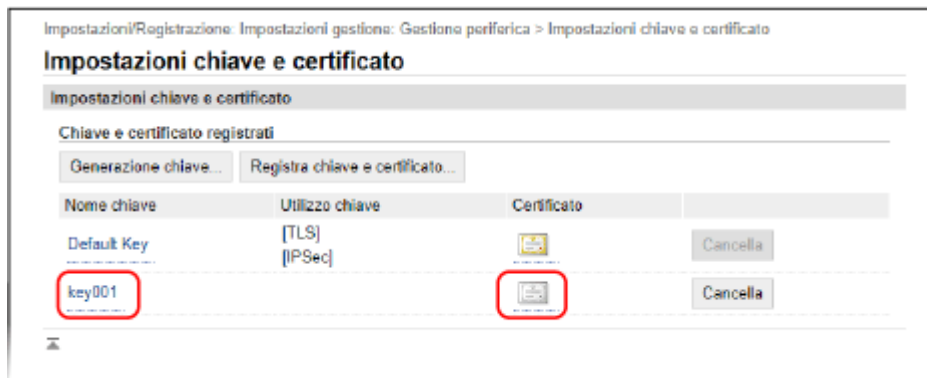 Impostazioni/Registrazione: Impostazioni gestione: Gestione periferica > Impostazioni chiave e certificato
Impostazioni chiave e certificato
Impostazioni chiave e certificato
Chiave e certificato registrati
Generazione chiave... Registra chiave e certificato...
Nome chiave Utilizzo chiave Certificato
Default Key [TLS] Cancella
[IPSec]
key001 Cancella